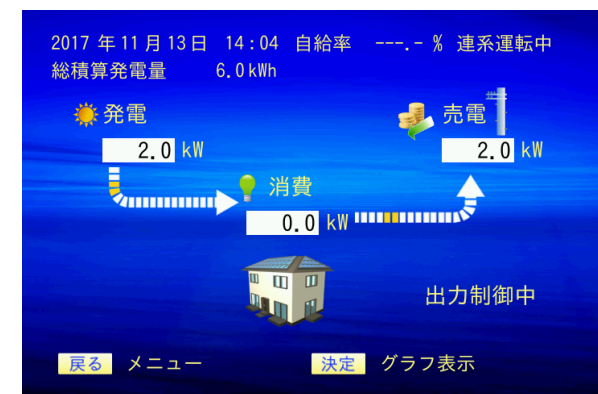 2017 年 11 月 13 日 14:04 自給率 ---.- % 連系運転中
総積算発電量 6.0 kWh
発電 売電
2.0 kW 2.0 kW
消費
0.0 kW
出力制御中
戻る メニュー 決定 グラフ表示